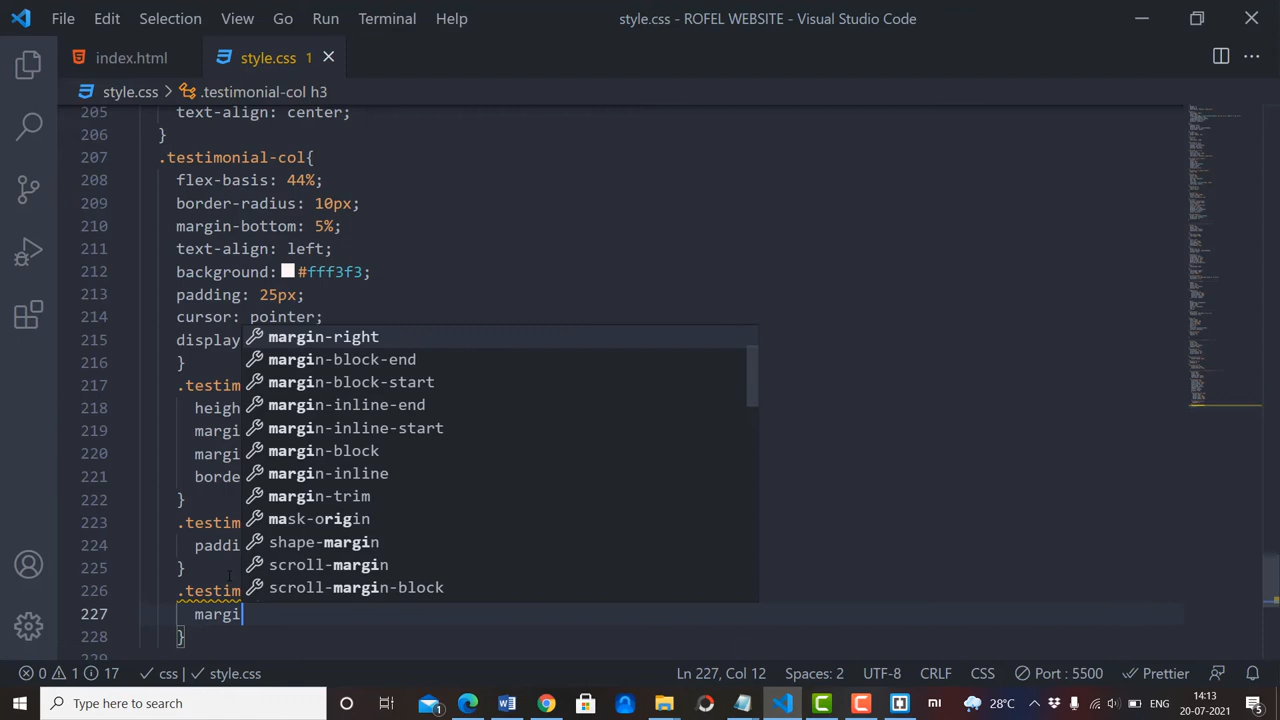 File Edit Selection View Go Run Terminal Help style.css - ROFEL WEBSITE - Visual Studio Code
index.html style.css 1
style.css > .testimonial-col h3
205 text-align: center;
206 }
207 .testimonial-col{
208 flex-basis: 44%;
209 border-radius: 10px;
210 margin-bottom: 5%;
211 text-align: left;
212 background: #fff3f3;
213 padding: 25px;
214 cursor: pointer;
215 display
margin-right
216 }
margin-block-end
margin-block-start
217 .testim
margin-inline-end
218 heigh
margin-inline-start
219 margi
margin-block
220 margi
margin-inline
221 borde
margin-trim
222 }
mask-origin
223 .testim
shape-margin
224 paddi
scroll-margin
225 }
scroll-margin-block
226 .testim
227 margi
228 }
229
0 1 17 css | style.css Ln 227, Col 12 Spaces: 2 UTF-8 CRLF CSS Port : 5500 Prettier
Type here to search 1 mi 28°C ENG 14:13
20-07-2021 5